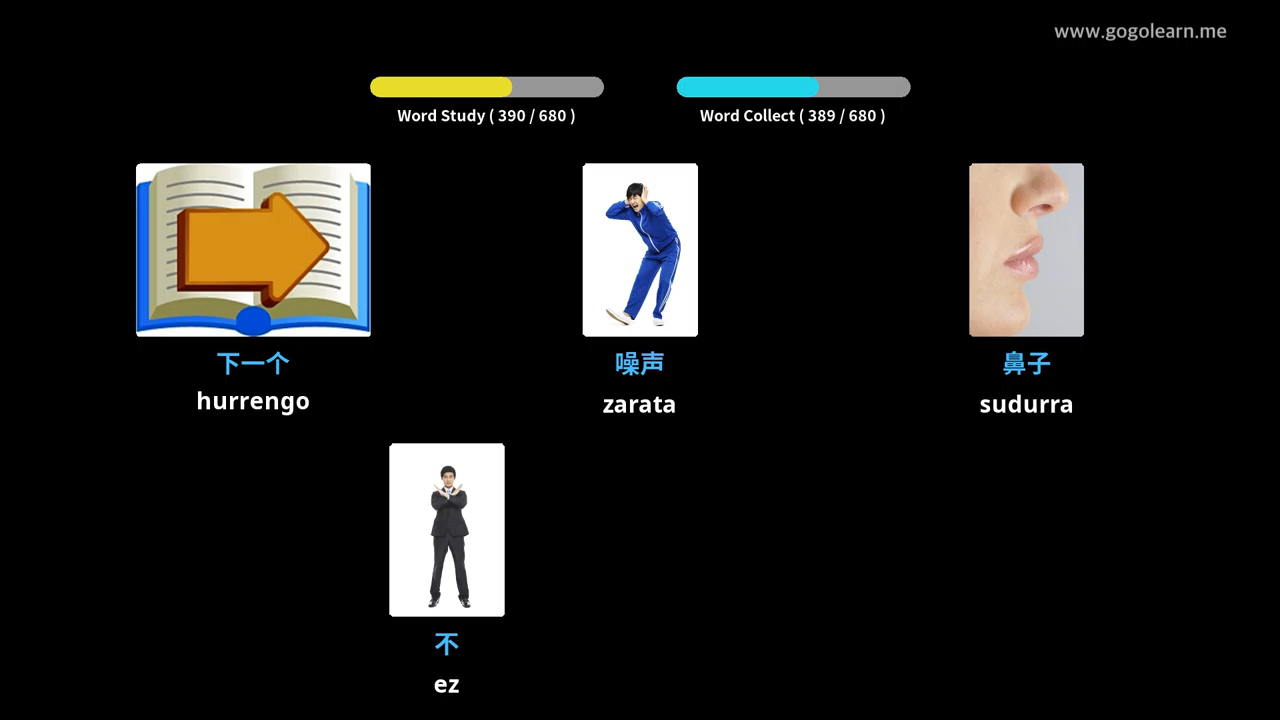 www.gogolearn.me
Word Study ( 390 / 680 )
Word Collect ( 389 / 680 )
下一个
hurrengo
噪声
zarata
鼻子
sudurra
不
ez